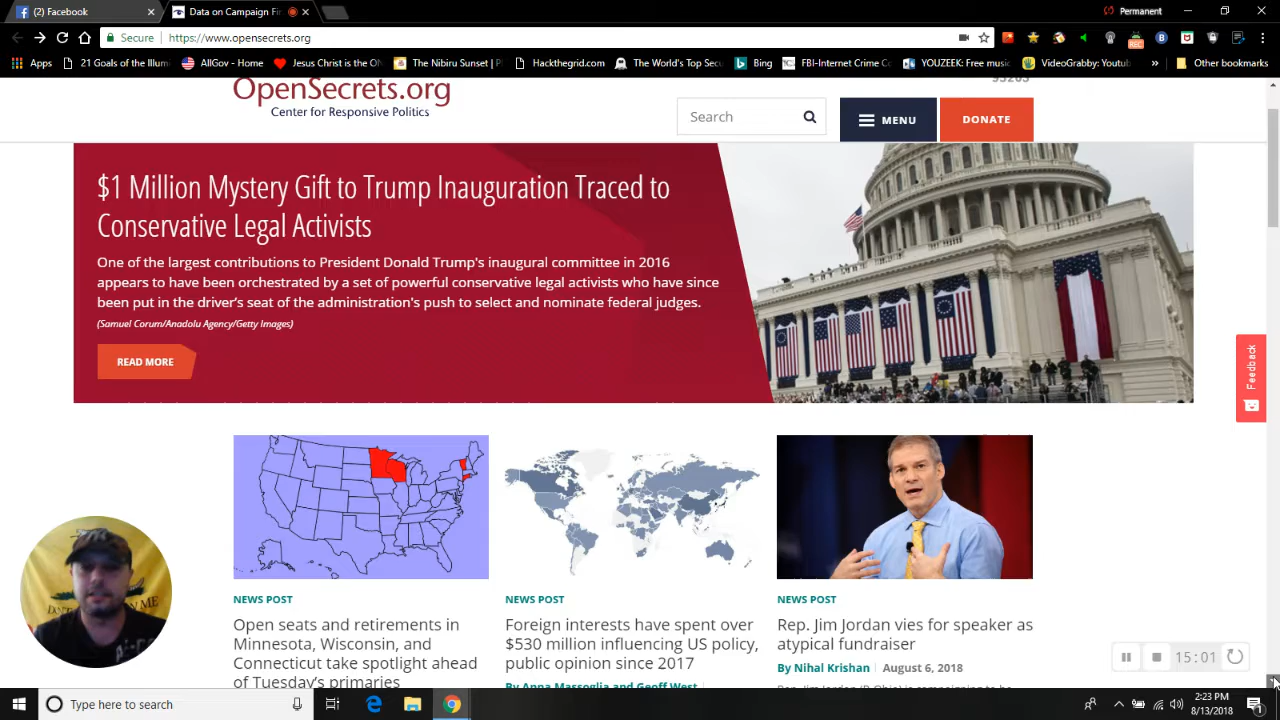 (2) Facebook
Data on Campaign Fi
Permanent
Secure
https://www.opensecrets.org
Apps
21 Goals of the Illum
AllGov - Home
Jesus Christ is the ON
The Nibiru Sunset | P
Hackthegrid.com
The World's Top Sec
Bing
FBI-Internet Crime Co
YOUZEEK: Free musi
VideoGrabby: Youtub
»
Other bookmarks
REC
OpenSecrets.org
Center for Responsive Politics
Search
MENU
DONATE
$1 Million Mystery Gift to Trump Inauguration Traced to
Conservative Legal Activists
One of the largest contributions to President Donald Trump's inaugural committee in 2016
appears to have been orchestrated by a set of powerful conservative legal activists who have since
been put in the driver's seat of the administration's push to select and nominate federal judges.
(Samuel Corum/Anadolu Agency/Getty Images)
READ MORE
Feedback
NEWS POST
Open seats and retirements in
Minnesota, Wisconsin, and
Connecticut take spotlight ahead
of Tuesday's primaries
NEWS POST
Foreign interests have spent over
$530 million influencing US policy,
public opinion since 2017
By Anna Massoglia and Geoff West
NEWS POST
Rep. Jim Jordan vies for speaker as
atypical fundraiser
By Nihal Krishan
August 6, 2018
15:01
Type here to search
2:23 PM
8/13/2018